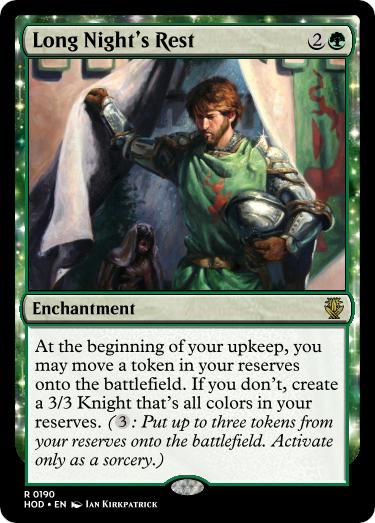 Long Night's Rest 2
Enchantment
At the beginning of your upkeep, you
may move a token in your reserves
onto the battlefield. If you don't, create
a 3/3 Knight that's all colors in your
reserves. (3: Put up to three tokens from
your reserves onto the battlefield. Activate
only as a sorcery.)
R 0190
HOD • EN Ian Kirkpatrick